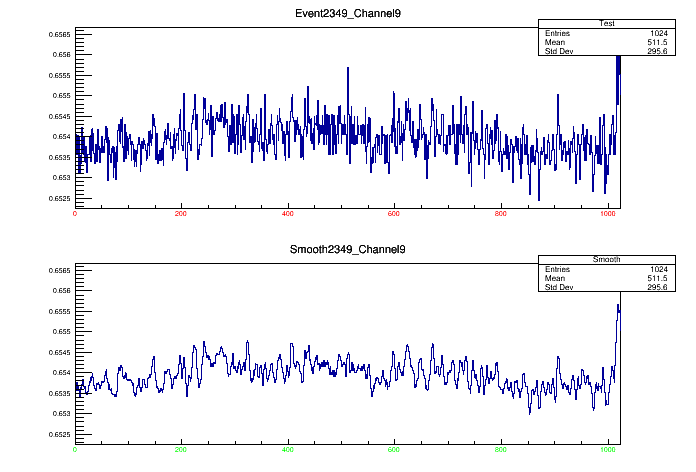 Event2349_Channel9
Test
Entries 1024
Mean 511.5
Std Dev 295.6
0.6565
0.656
0.6555
0.655
0.6545
0.654
0.6535
0.653
0.6525
0 200 400 600 800 1000
Smooth2349_Channel9
Smooth
Entries 1024
Mean 511.5
Std Dev 295.6
0.6565
0.656
0.6555
0.655
0.6545
0.654
0.6535
0.653
0.6525
0 200 400 600 800 1000